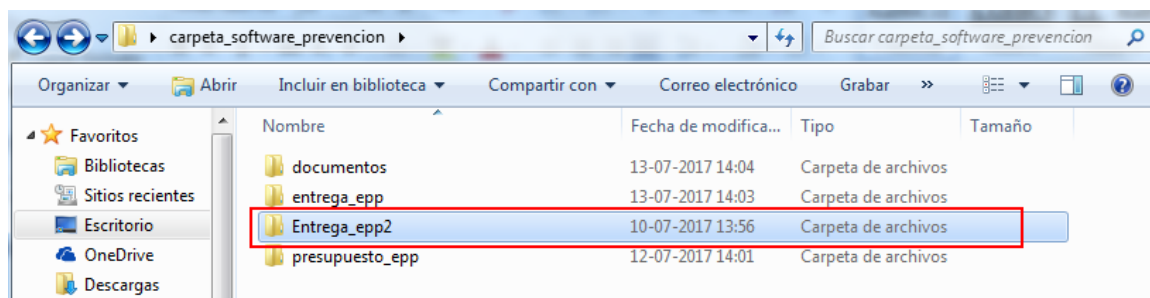 carpeta_software_prevencion
Buscar carpeta_software_prevencion
Organizar Abrir Incluir en biblioteca Compartir con Correo electrónico Grabar »
Favoritos
Bibliotecas
Sitios recientes
Escritorio
OneDrive
Descargas
Nombre Fecha de modifica... Tipo Tamaño
documentos 13-07-2017 14:04 Carpeta de archivos
entrega_epp 13-07-2017 14:03 Carpeta de archivos
Entrega_epp2 10-07-2017 13:56 Carpeta de archivos
presupuesto_epp 12-07-2017 14:01 Carpeta de archivos